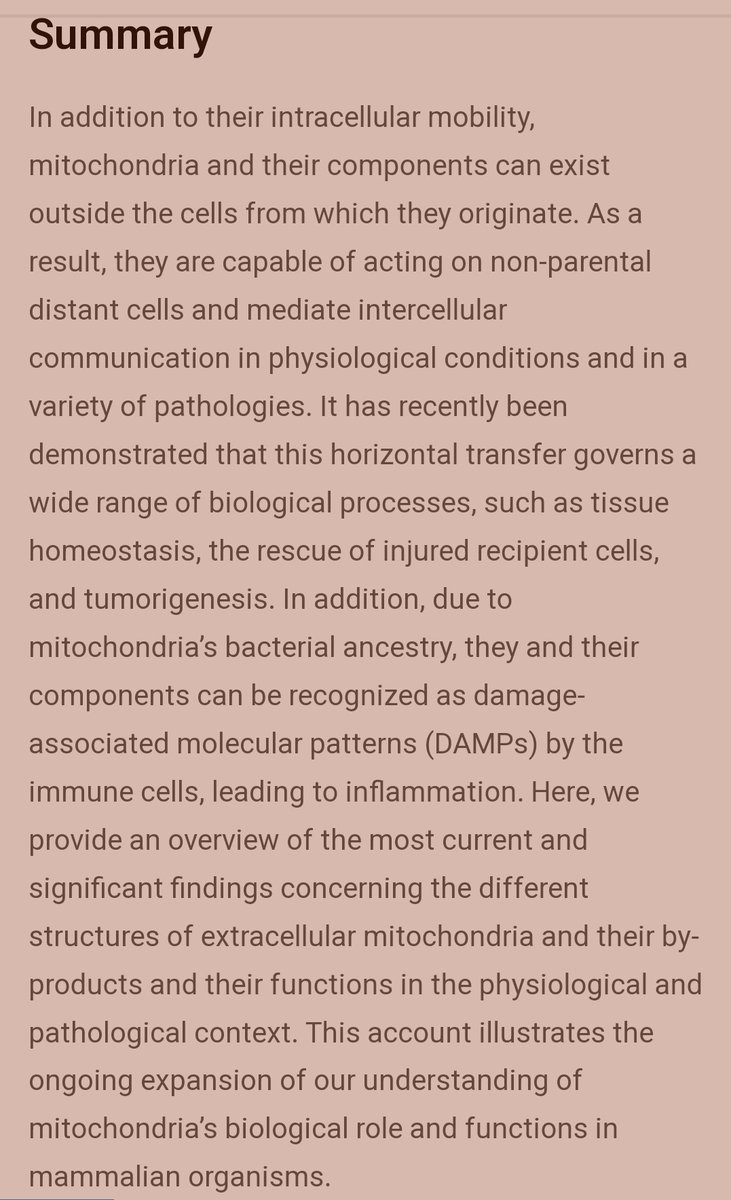 Summary
In addition to their intracellular mobility,
mitochondria and their components can exist
outside the cells from which they originate. As a
result, they are capable of acting on non-parental
distant cells and mediate intercellular
communication in physiological conditions and in a
variety of pathologies. It has recently been
demonstrated that this horizontal transfer governs a
wide range of biological processes, such as tissue
homeostasis, the rescue of injured recipient cells,
and tumorigenesis. In addition, due to
mitochondria’s bacterial ancestry, they and their
components can be recognized as damage-
associated molecular patterns (DAMPs) by the
immune cells, leading to inflammation. Here, we
provide an overview of the most current and
significant findings concerning the different
structures of extracellular mitochondria and their by-
products and their functions in the physiological and
pathological context. This account illustrates the
ongoing expansion of our understanding of
mitochondria’s biological role and functions in
mammalian organisms.